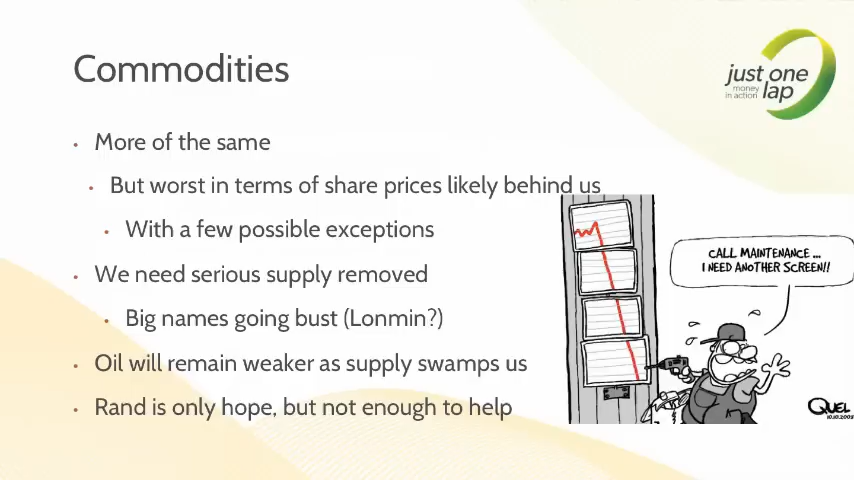 Commodities
just one
money
in action lap
• More of the same
• But worst in terms of share prices likely behind us
• With a few possible exceptions
• We need serious supply removed
• Big names going bust (Lonmin?)
• Oil will remain weaker as supply swamps us
• Rand is only hope, but not enough to help
CALL MAINTENANCE ...
I NEED ANOTHER SCREEN!!
QUEL
10.10.2008